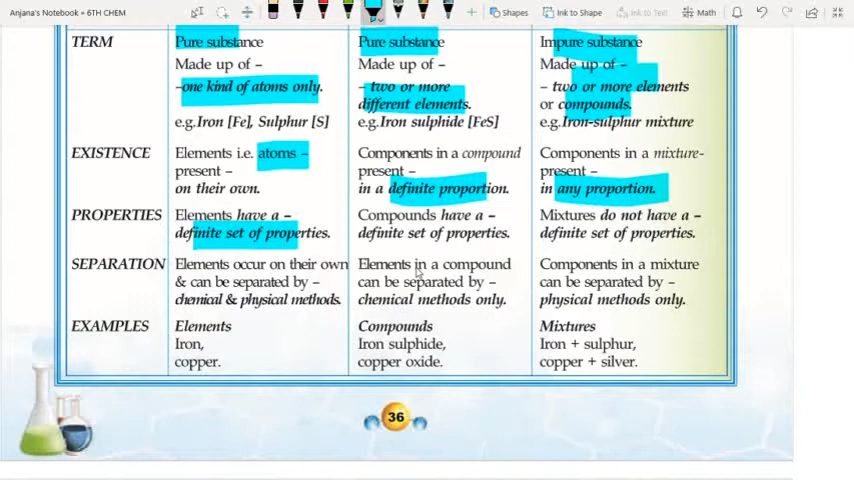 Anjana's Notebook » 6TH CHEM
Shapes
Ink to Shape
Ink to Text
Math
TERM
Pure substance
Pure substance
Impure substance
Made up of –
Made up of –
Made up of –
–one kind of atoms only.
– two or more
– two or more elements
different elements.
or compounds.
e.g.Iron [Fe], Sulphur [S]
e.g.Iron sulphide [FeS]
e.g.Iron-sulphur mixture
EXISTENCE
Elements i.e. atoms –
Components in a compound
Components in a mixture-
present –
present –
present –
on their own.
in a definite proportion.
in any proportion.
PROPERTIES
Elements have a –
Compounds have a –
Mixtures do not have a –
definite set of properties.
definite set of properties.
definite set of properties.
SEPARATION
Elements occur on their own
Elements in a compound
Components in a mixture
& can be separated by –
can be separated by –
can be separated by –
chemical & physical methods.
chemical methods only.
physical methods only.
EXAMPLES
Elements
Compounds
Mixtures
Iron,
Iron sulphide,
Iron + sulphur,
copper.
copper oxide.
copper + silver.
36